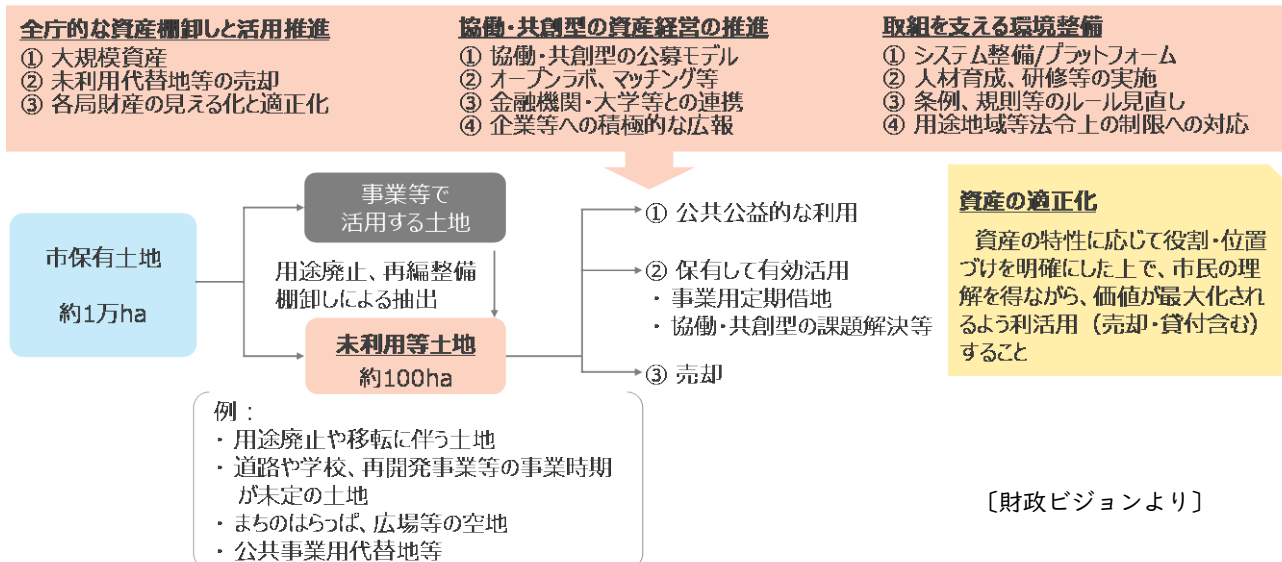 全庁的な資産棚卸しと活用推進
① 大規模資産
② 未利用代替地等の売却
③ 各局財産の見える化と適正化
協働・共創型の資産経営の推進
① 協働・共創型の公募モデル
② オープンラボ、マッチング等
③ 金融機関・大学等との連携
④ 企業等への積極的な広報
取組を支える環境整備
① システム整備/プラットフォーム
② 人材育成、研修等の実施
③ 条例、規則等のルール見直し
④ 用途地域等法令上の制限への対応
市保有土地
約1万ha
事業等で
活用する土地
用途廃止、再編整備
棚卸しによる抽出
未利用等土地
約100ha
例：
・ 用途廃止や移転に伴う土地
・ 道路や学校、再開発事業等の事業時期
が未定の土地
・ まちのはらっぱ、広場等の空地
・ 公共事業用代替地等
① 公共公益的な利用
② 保有して有効活用
・ 事業用定期借地
・ 協働・共創型の課題解決等
③ 売却
資産の適正化
資産の特性に応じて役割・位置
づけを明確にした上で、市民の理
解を得ながら、価値が最大化され
るよう利活用（売却・貸付含む）
すること
〔財政ビジョンより〕